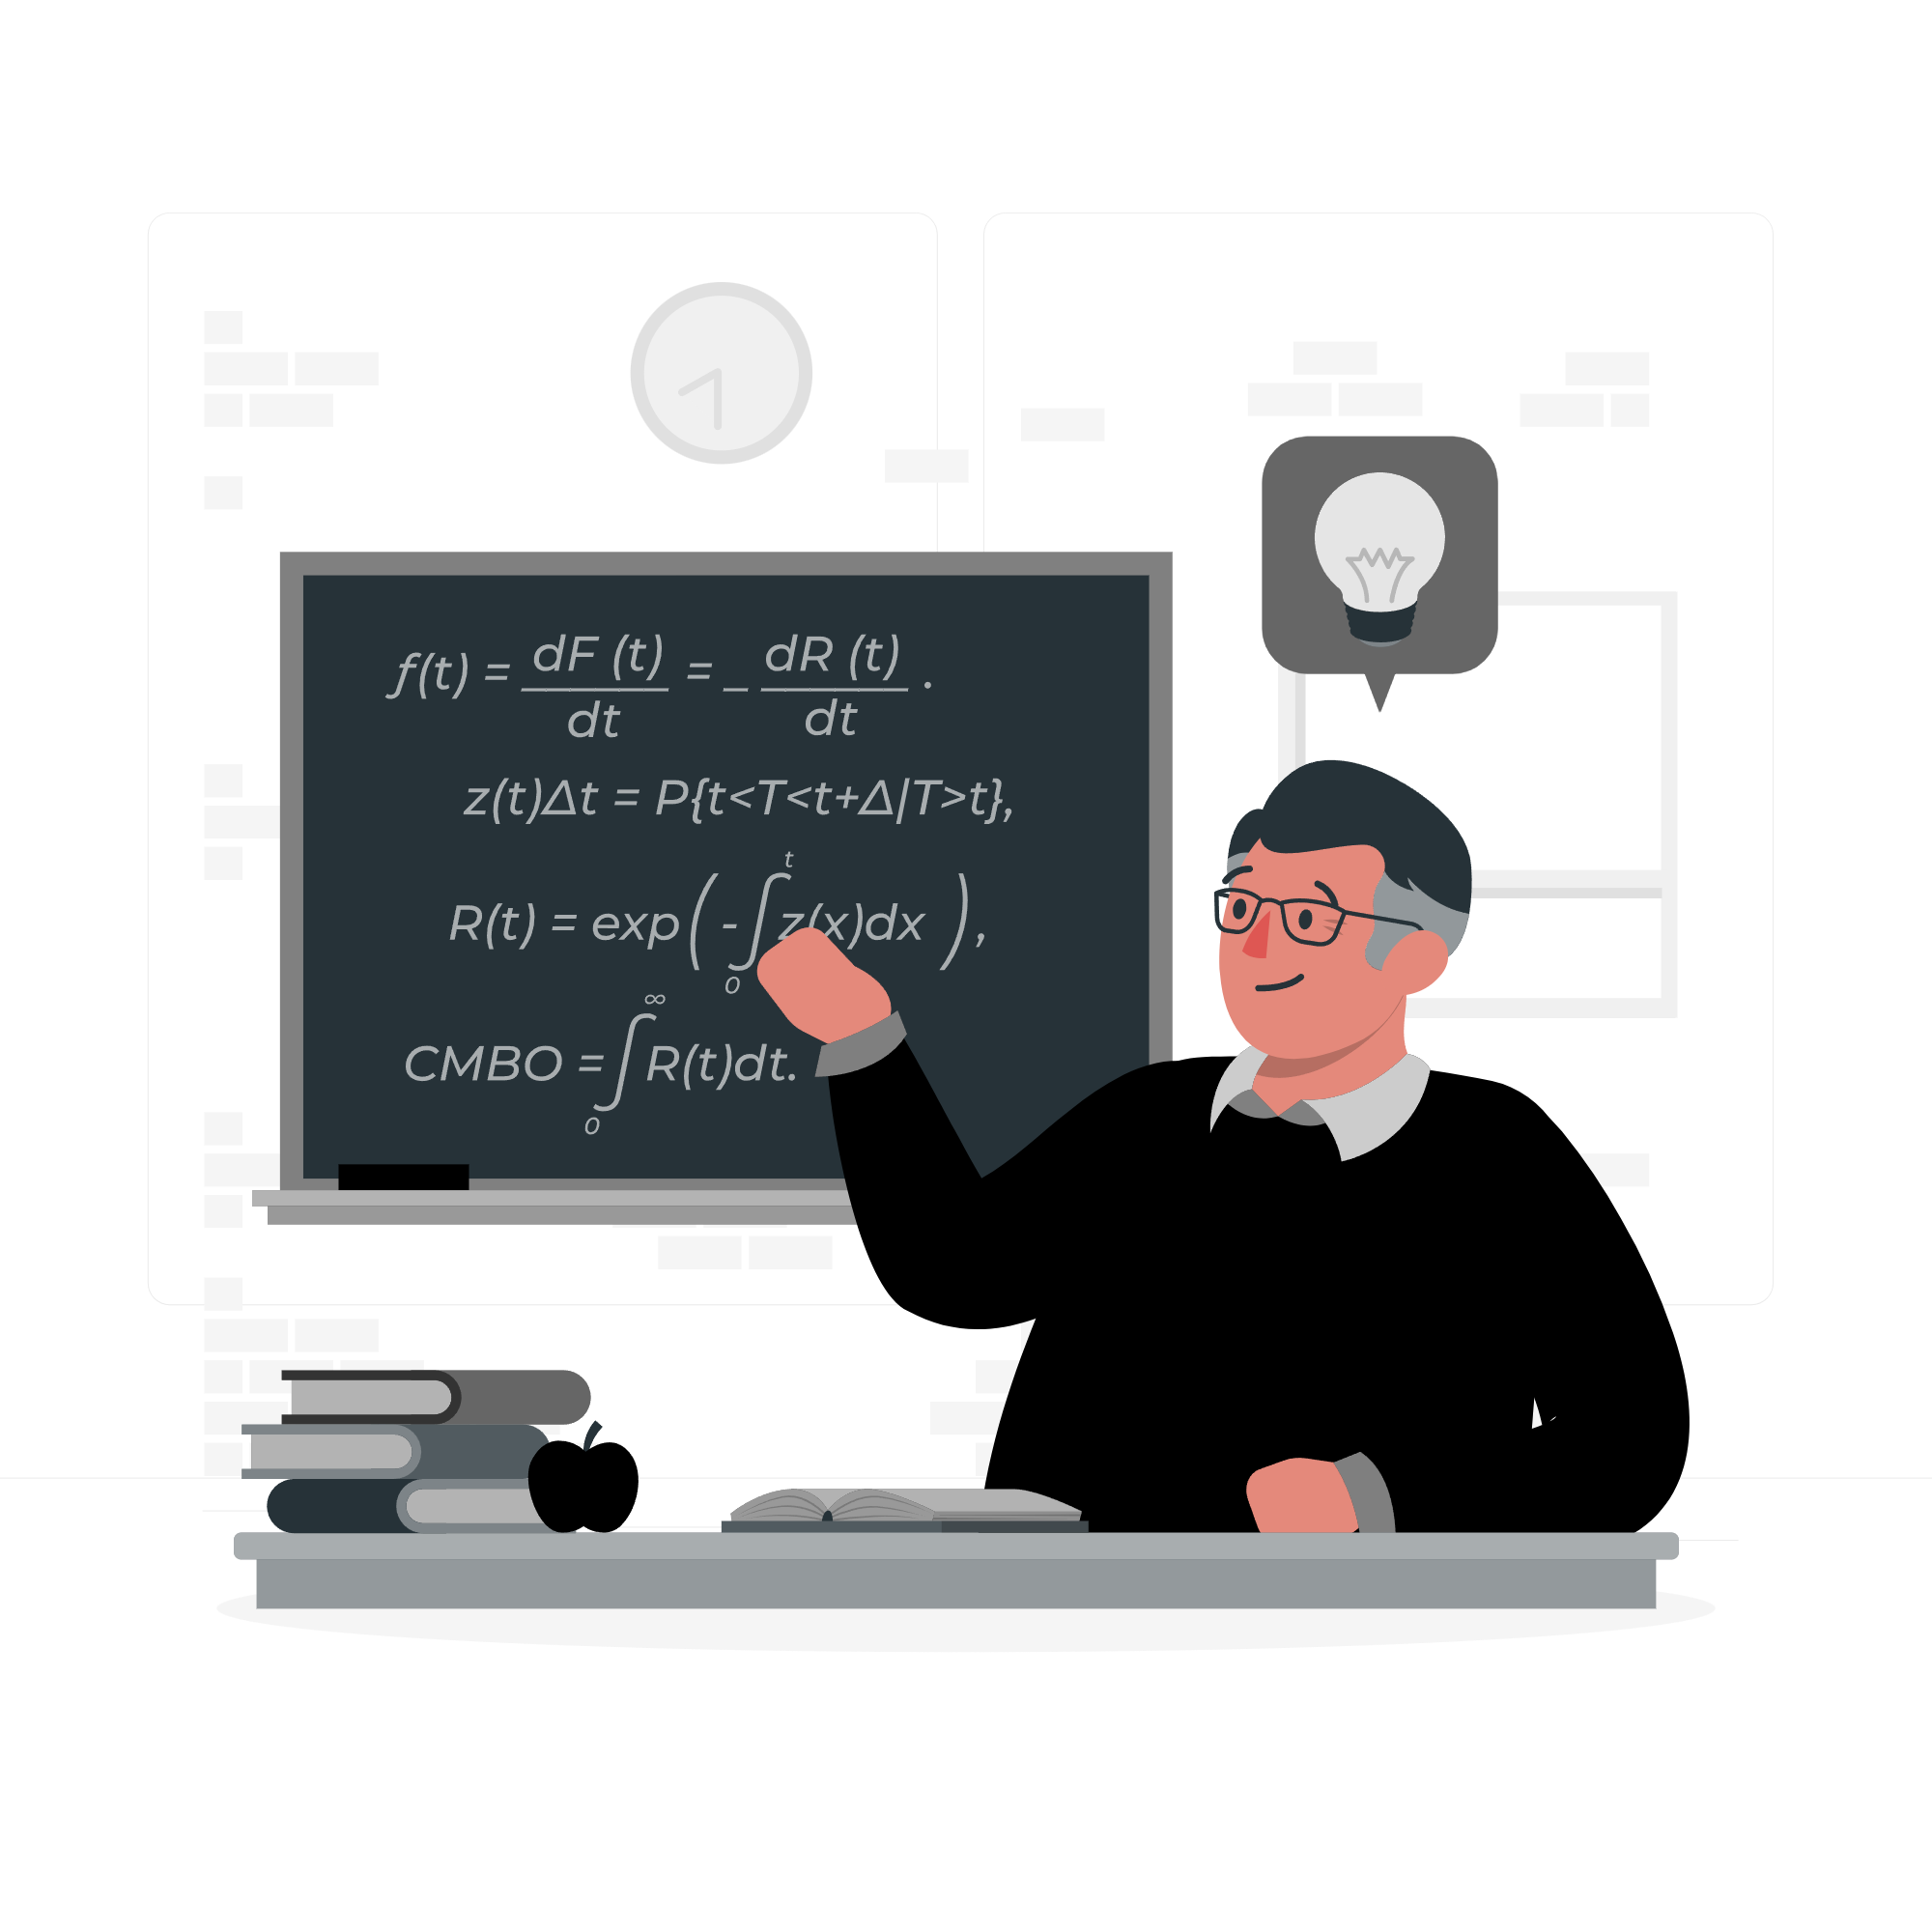 f(t) = dF (t)/dt = _ dR (t)/dt .
z(t)Δt = P{t<T<t+Δ|T>t},
R(t) = exp(-∫₀ᵗ z(x)dx),
CMBO = ∫₀∞ R(t)dt.